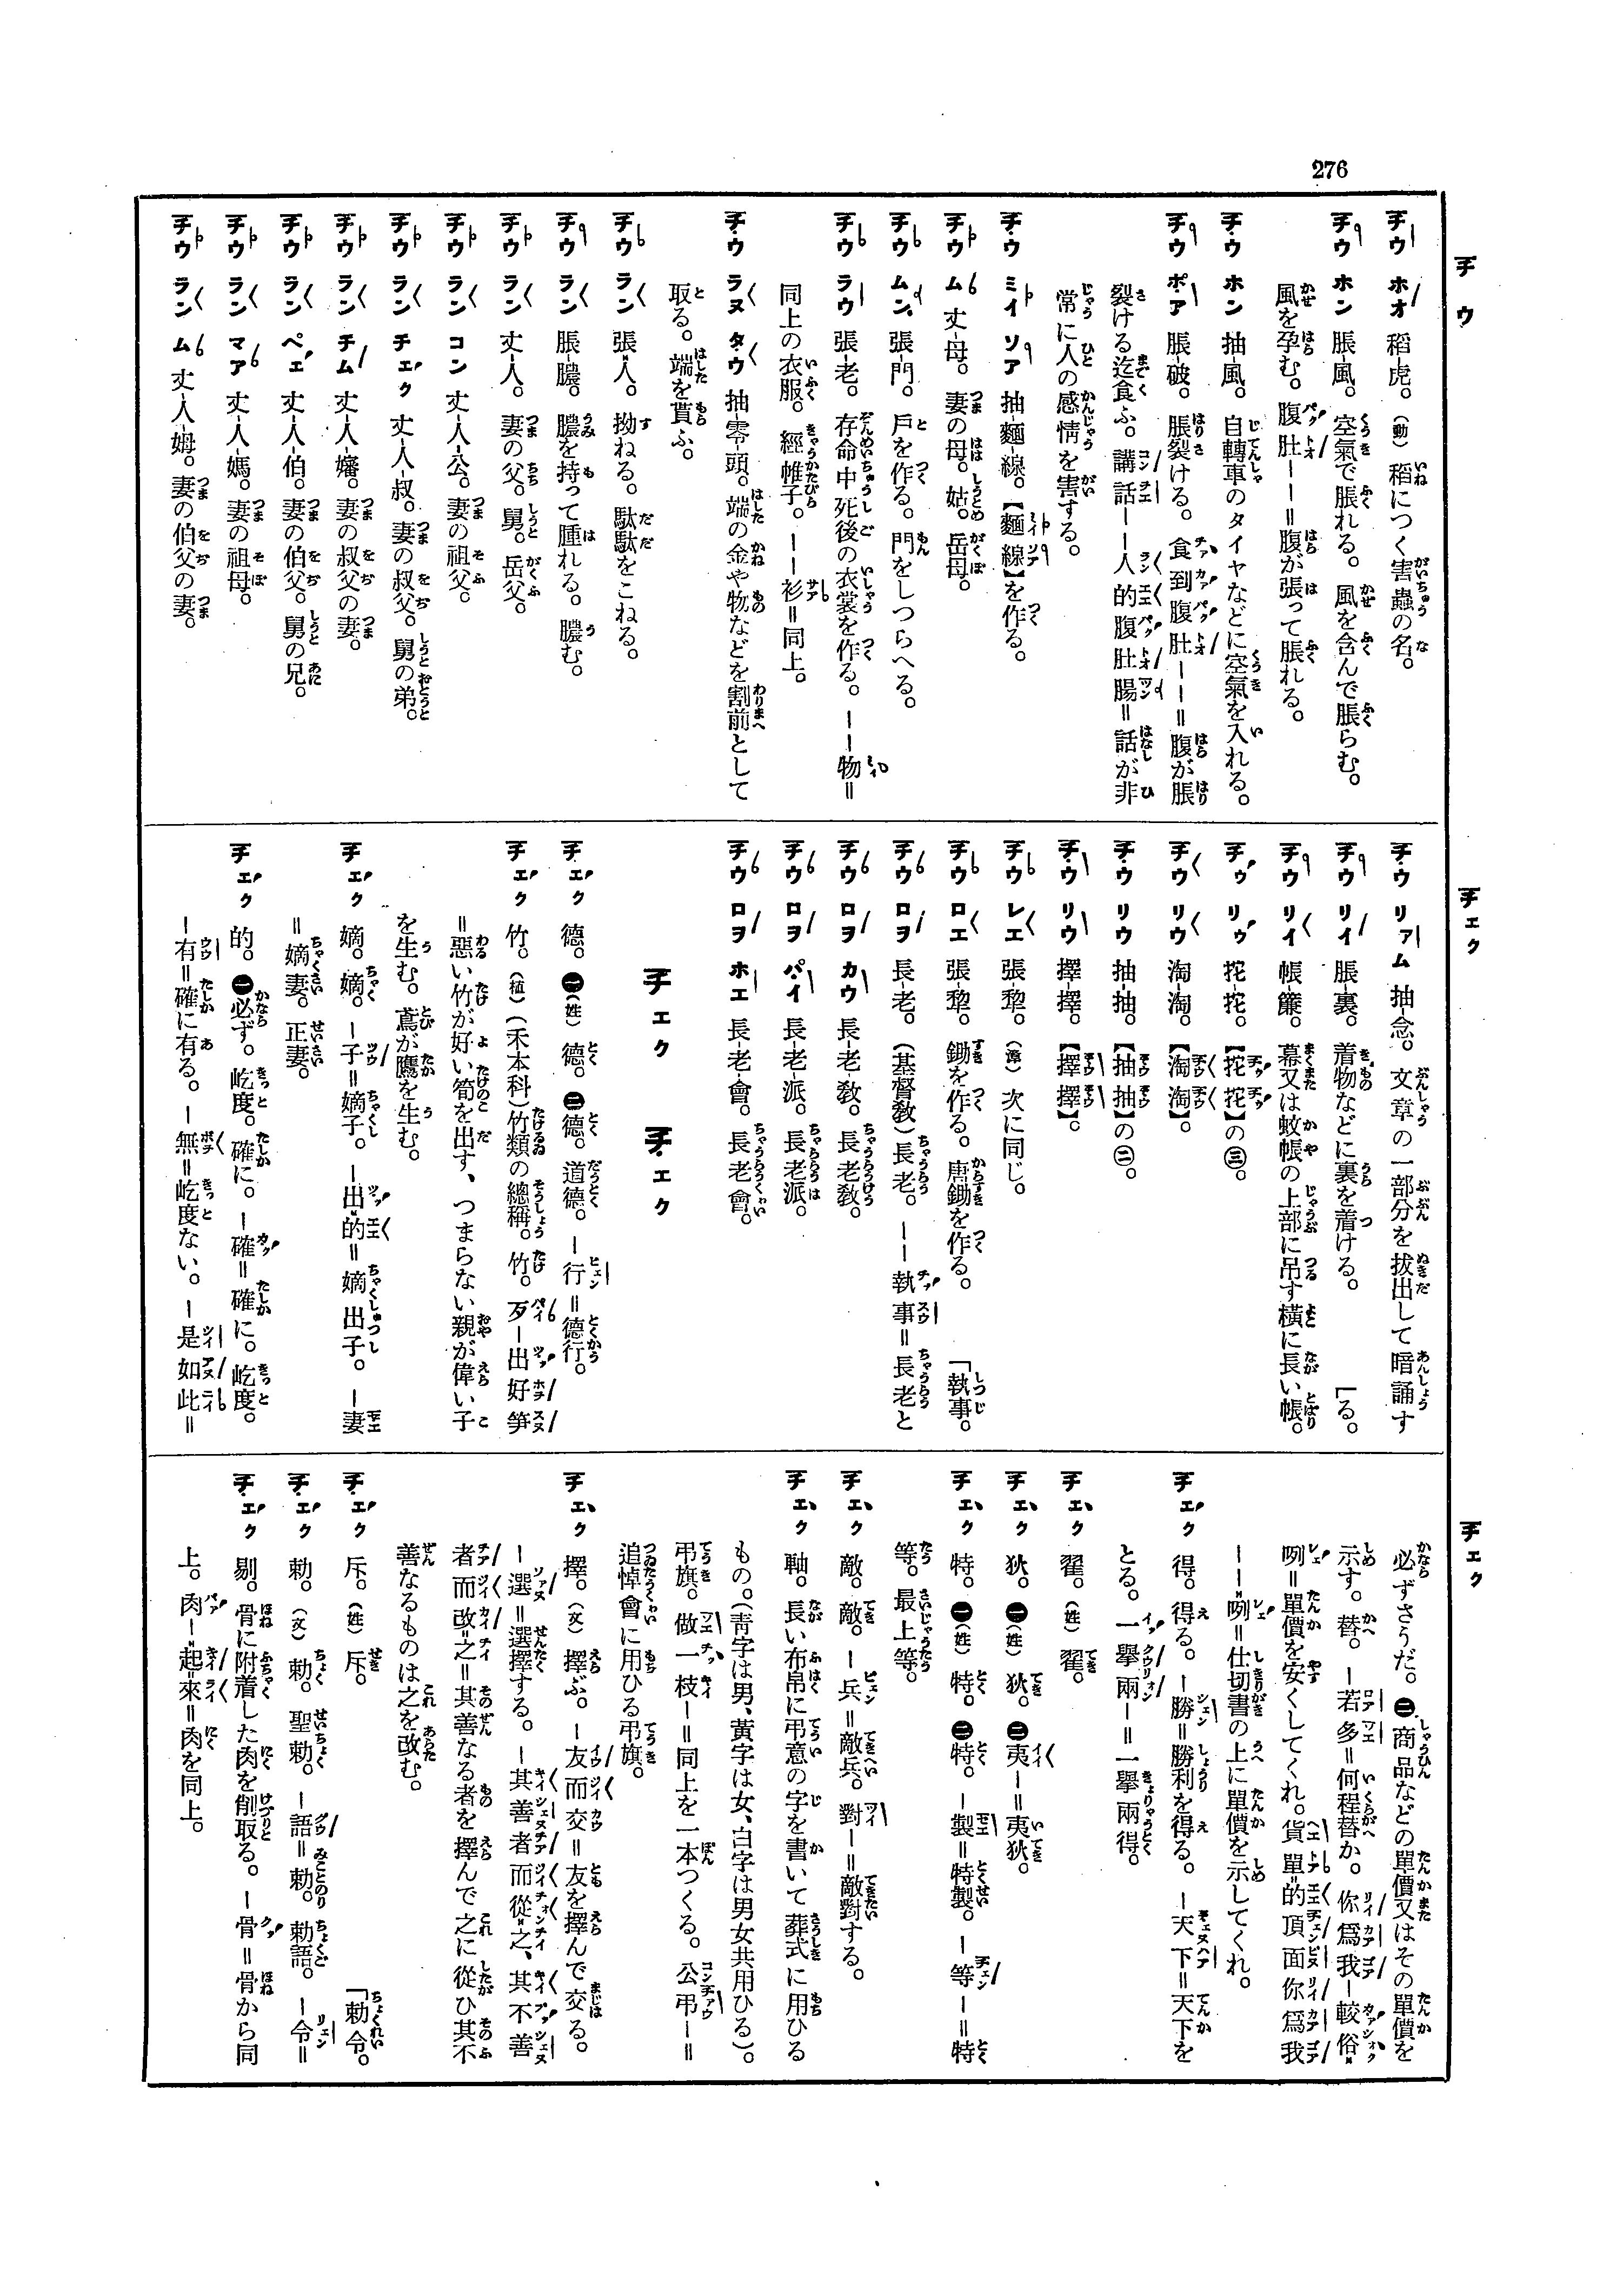 276
チウ
チェク
チェク
チウ ホオ 稻虎。(動)稻につく害蟲の名。
チウ ホン 脹-風。空氣で脹れる。風を含んで脹らむ。
風を孕む。腹肚ーー=腹が張って脹れる。
チウ ホン 抽-風。自轉車のタイヤなどに空氣を入れる。
チウ ポア 脹-破。脹裂ける。食到腹肚ーー=腹が脹
裂ける迄食ふ。講話ー人的腹肚腸=話が非
常に人の感情を害する。
チウ ミイ ソア 抽-麵-線。【麵線】を作る。
チウ ム 丈-母。妻の母。姑。岳母。
チウ ムン 張-門。戶を作る。門をしつらへる。
チウ ラウ 張-老。存命中死後の衣裳を作る。ーー物=
同上の衣服。經帷子。ーー衫=同上。
チウ ラヌ タウ 抽-零-頭。端の金や物などを割前として
取る。端を貰ふ。
チウ ラン 張人。拗ねる。駄駄をこねる。
チウ ラン 脹-膿。膿を持って腫れる。膿む。
チウ ラン 丈-人。妻の父。舅。岳父。
チウ ラン コン 丈-人-公。妻の祖父。
チウ ラン チェク 丈-人-叔。妻の叔父。舅の弟。
チウ ラン チム 丈-人-嬸。妻の叔父の妻。
チウ ラン ペェ 丈-人-伯。妻の伯父。舅の兄。
チウ ラン マア 丈-人-媽。妻の祖母。
チウ ラン ム 丈-人-姆。妻の伯父の妻。
チウ リアム 抽-念。文章の一部分を拔出して暗誦す
チウ リイ 脹-裏。着物などに裏を着ける。 「る。
チウ リイ 帳-簾。幕又は蚊帳の上部に吊す橫に長い帳。
チゥ リゥ 挓-挓。【挓挓】の㊂。
チウ リウ 淘-淘。【淘淘】。
チウ リウ 抽-抽。【抽抽】の㊁。
チウ リウ 擇-擇。【擇擇】。
チウ レエ 張-犂。(漳)次に同じ。
チウ ロエ 張-犂。鋤を作る。唐鋤を作る。 「執事。
チウ ロヲ 長-老。(基督敎)長老。ーー執事=長老と
チウ ロヲ カウ 長-老-敎。長老敎。
チウ ロヲ パイ 長-老-派。長老派。
チウ ロヲ ホエ 長-老-會。長老會。
チェク チェク
チェク 德。㊀(姓)德。㊁德。道德。ー行=德行。
チェク 竹。(植)(禾本科)竹類の總稱。竹。歹ー出好笋
=惡い竹が好い筍を出す、つまらない親が偉い子
を生む。鳶が鷹を生む。
チェク 嫡。嫡。ー子=嫡子。ー出的=嫡出子。ー妻
=嫡妻。正妻。
チェク 的。㊀必ず。屹度。確に。ー確=確に。屹度。
ー有=確に有る。ー無=屹度ない。ー是如此=
必ずさうだ。㊁商品などの單價又はその單價を
示す。替。ー若多=何程替か。你爲我ー較俗
咧=單價を安くしてくれ。貨單的頂面你爲我
ーー咧=仕切書の上に單價を示してくれ。
チェク 得。得る。ー勝=勝利を得る。ー天下=天下を
とる。一擧兩ー=一擧兩得。
チェク 翟。(姓)翟。
チェク 狄。㊀(姓)狄。㊁夷ー=夷狄。
チェク 特。㊀(姓)特。㊁特。ー製=特製。ー等ー=特
等。最上等。
チェク 敵。敵。ー兵=敵兵。對ー=敵對する。
チェク 軸。長い布帛に弔意の字を書いて葬式に用ひる
もの。(靑字は男、黃字は女、白字は男女共用ひる)。
弔旗。做一枝ー=同上を一本つくる。公弔ー=
追悼會に用ひる弔旗。
チェク 擇。(文)擇ぶ。ー友而交=友を擇んで交る。
ー選=選擇する。ー其善者而從之、其不善
者而改之=其善なる者を擇んで之に從ひ其不
善なるものは之を改む。
チェク 斥。(姓)斥。 「勅令。
チェク 勅。(文)勅。聖勅。ー語=勅。勅語。ー令=
チェク 剔。骨に附着した肉を削取る。ー骨=骨から同
上。肉ー起來=肉を同上。